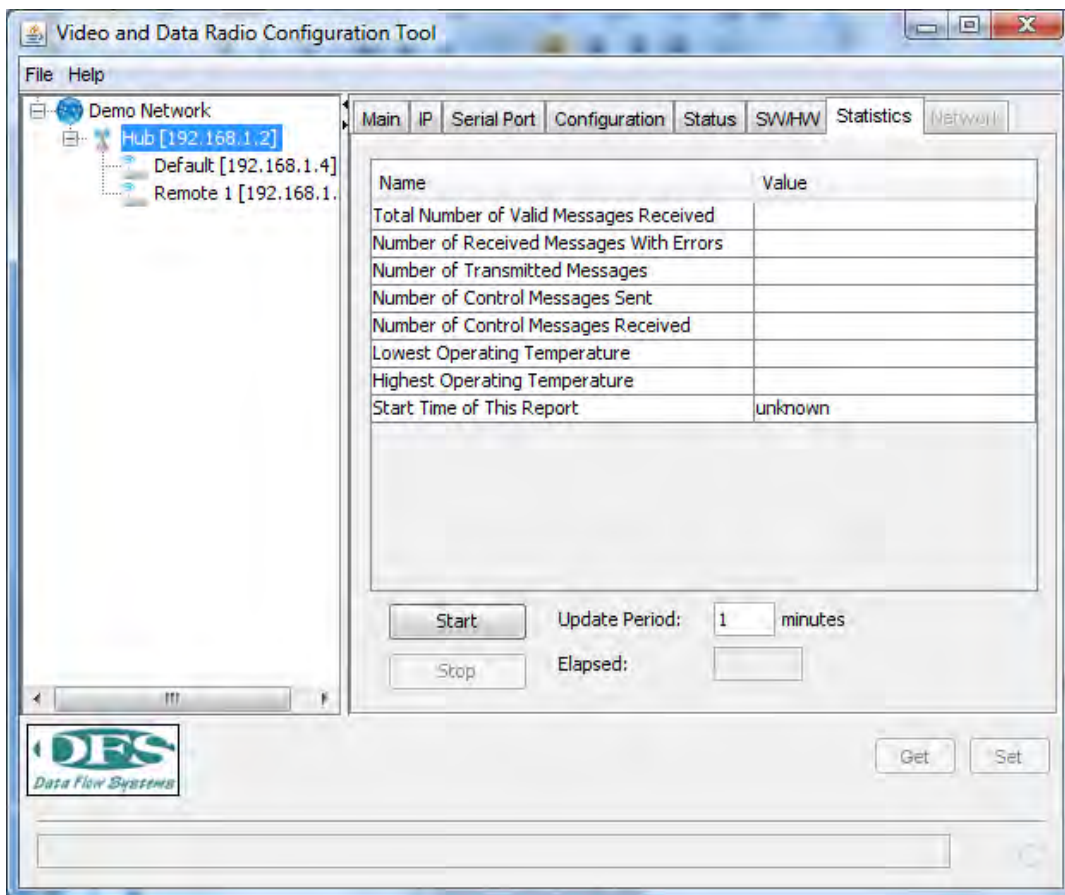 Video and Data Radio Configuration Tool
File Help
Demo Network
Hub [192.168.1.2]
Default [192.168.1.4]
Remote 1 [192.168.1.
Main IP Serial Port Configuration Status SW/HW Statistics Network
Name Value
Total Number of Valid Messages Received
Number of Received Messages With Errors
Number of Transmitted Messages
Number of Control Messages Sent
Number of Control Messages Received
Lowest Operating Temperature
Highest Operating Temperature
Start Time of This Report unknown
Start Update Period: 1 minutes
Stop Elapsed:
DFS
Data Flow Systems
Get Set